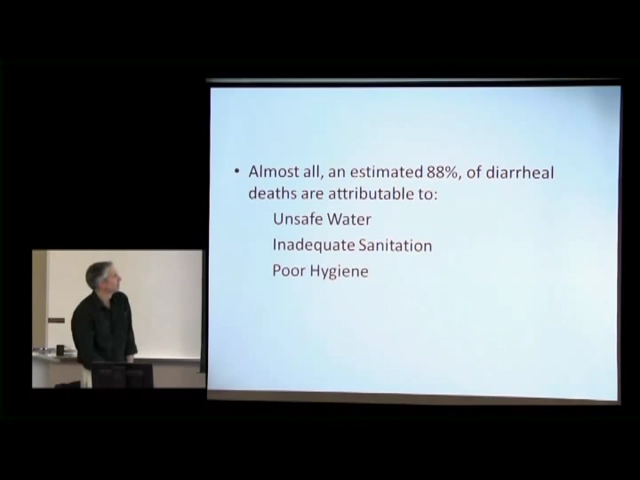 • Almost all, an estimated 88%, of diarrheal
deaths are attributable to:
Unsafe Water
Inadequate Sanitation
Poor Hygiene